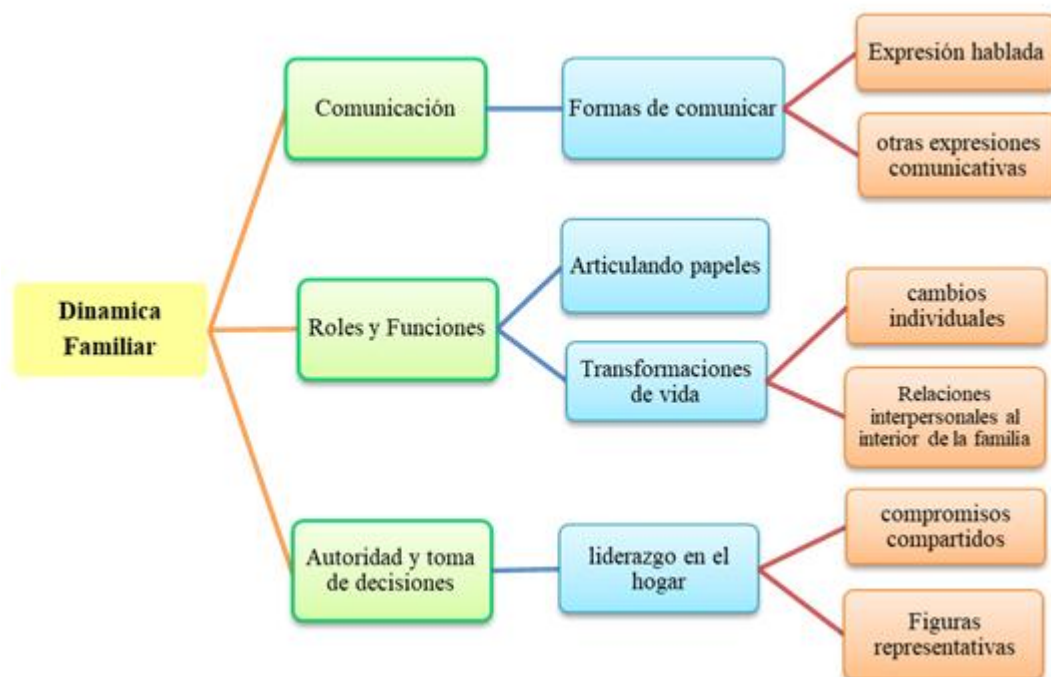 Dinamica
Familiar
Comunicación
Formas de comunicar
Expresión hablada
otras expresiones
comunicativas
Roles y Funciones
Articulando papeles
Transformaciones
de vida
cambios
individuales
Relaciones
interpersonales al
interior de la familia
Autoridad y toma
de decisiones
liderazgo en el
hogar
compromisos
compartidos
Figuras
representativas